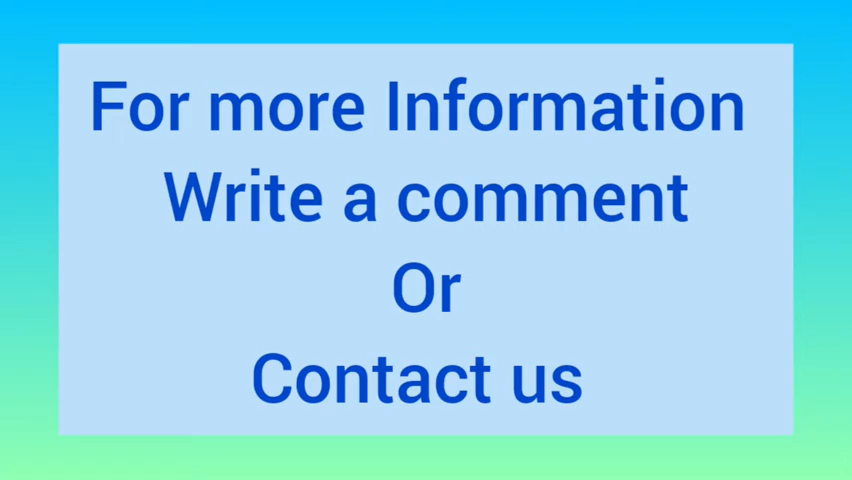 For more Information
Write a comment
Or
Contact us